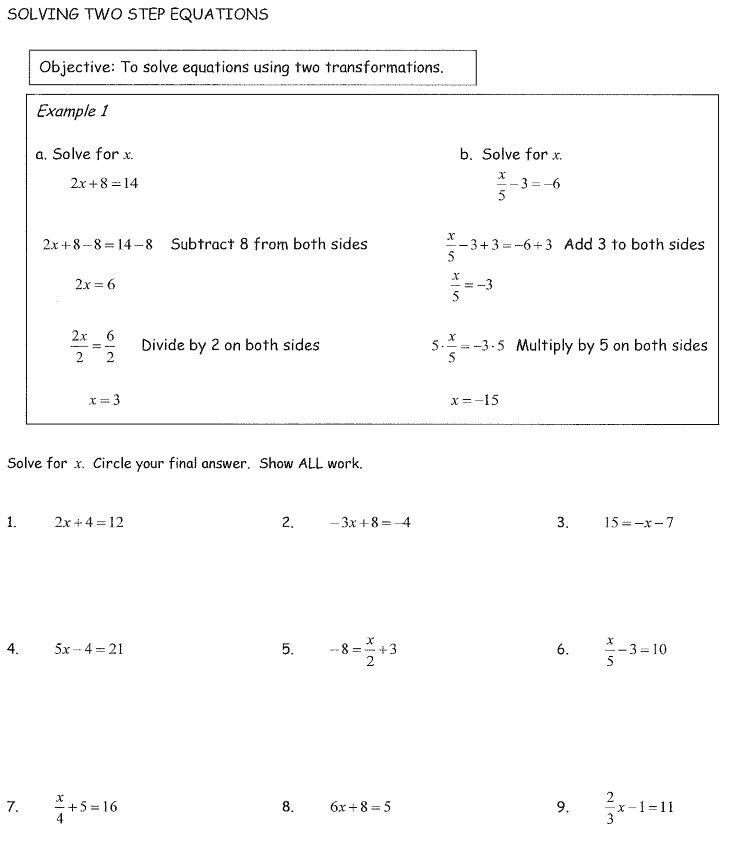 SOLVING TWO STEP EQUATIONS
Objective: To solve equations using two transformations.
Example 1
a. Solve for x.
2x+8=14
2x+8-8=14-8 Subtract 8 from both sides
2x=6
2x/2=6/2 Divide by 2 on both sides
x=3
b. Solve for x.
x/5-3=-6
x/5-3+3=-6+3 Add 3 to both sides
x/5=-3
5·x/5=-3·5 Multiply by 5 on both sides
x=-15
Solve for x. Circle your final answer. Show ALL work.
1. 2x+4=12
2. -3x+8=-4
3. 15=-x-7
4. 5x-4=21
5. -8=x/2+3
6. x/5-3=10
7. x/4+5=16
8. 6x+8=5
9. 2/3x-1=11